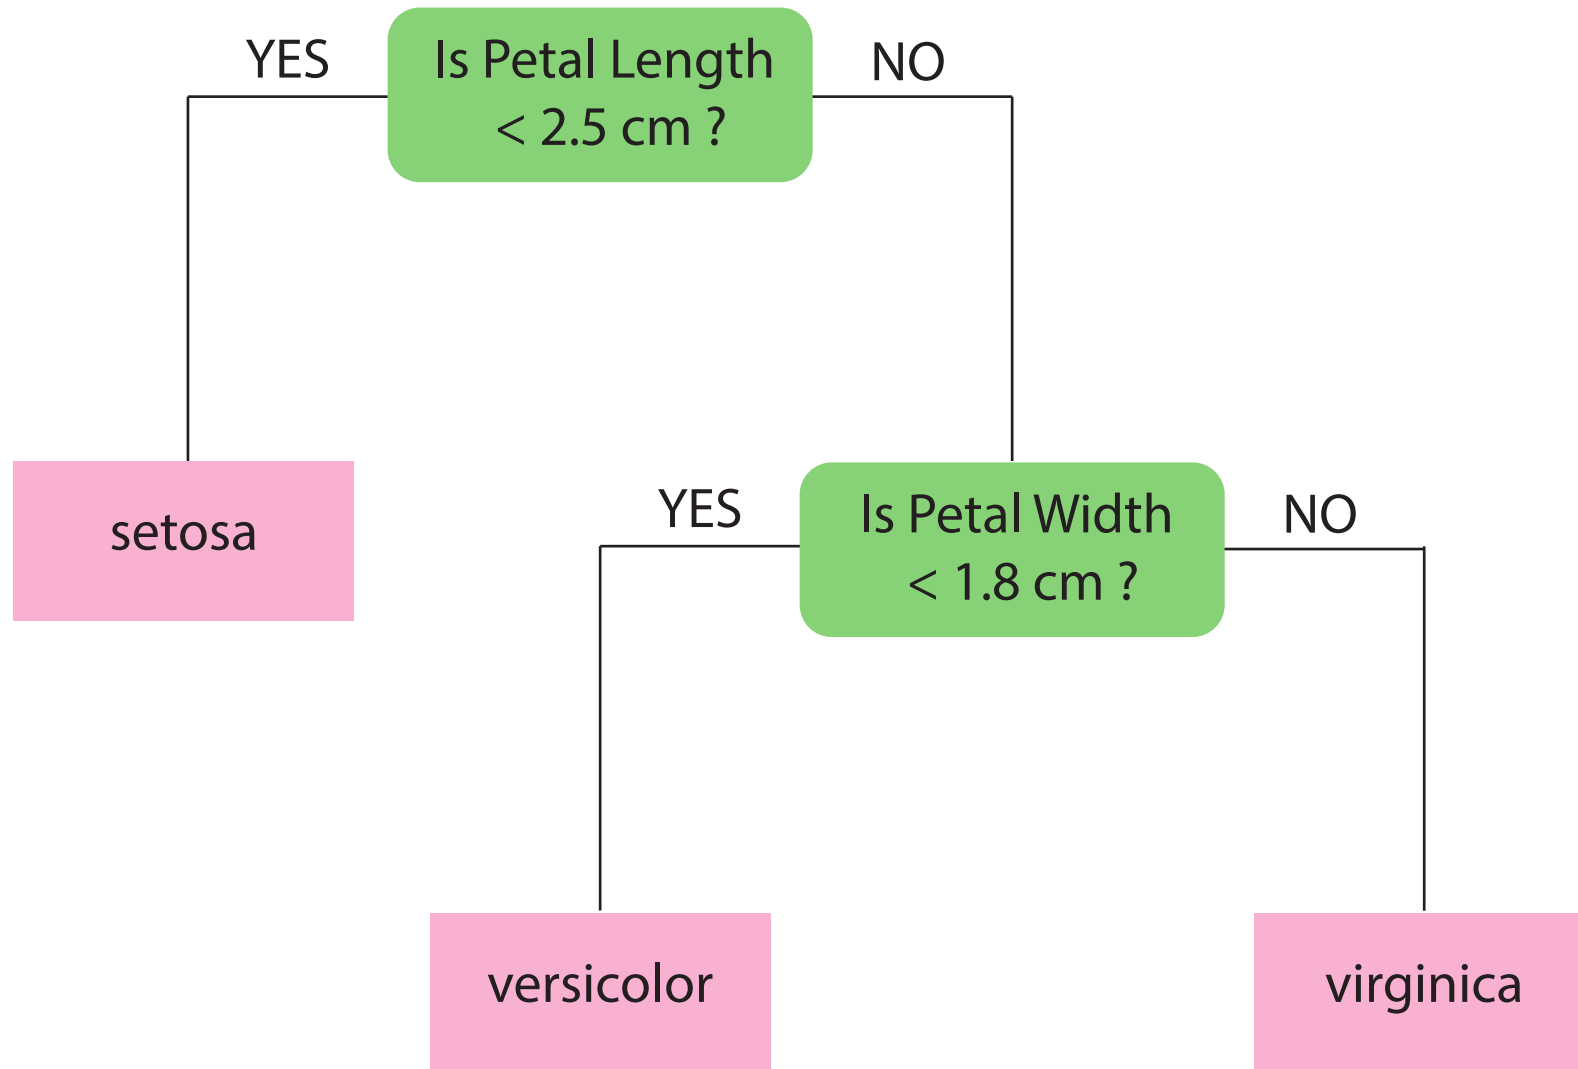 YES
Is Petal Length
< 2.5 cm ?
NO
setosa
YES
Is Petal Width
< 1.8 cm ?
NO
versicolor
virginica